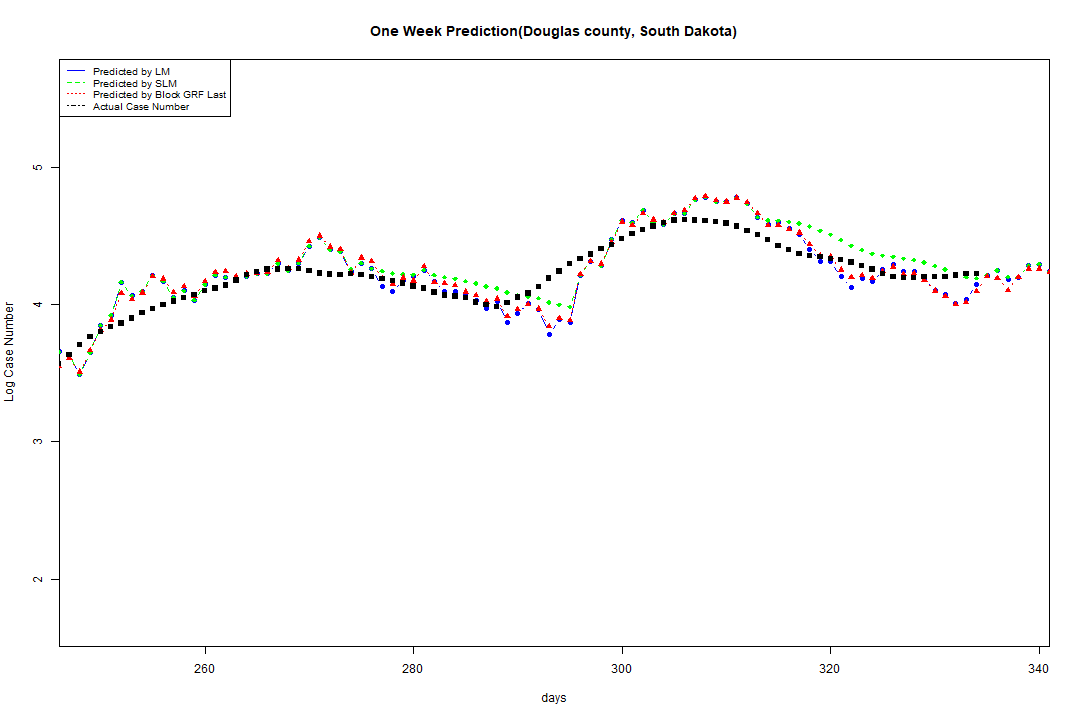 One Week Prediction(Douglas county, South Dakota)
Predicted by LM
Predicted by SLM
Predicted by Block GRF Last
Actual Case Number
5
4
3
2
Log Case Number
260 280 300 320 340
days